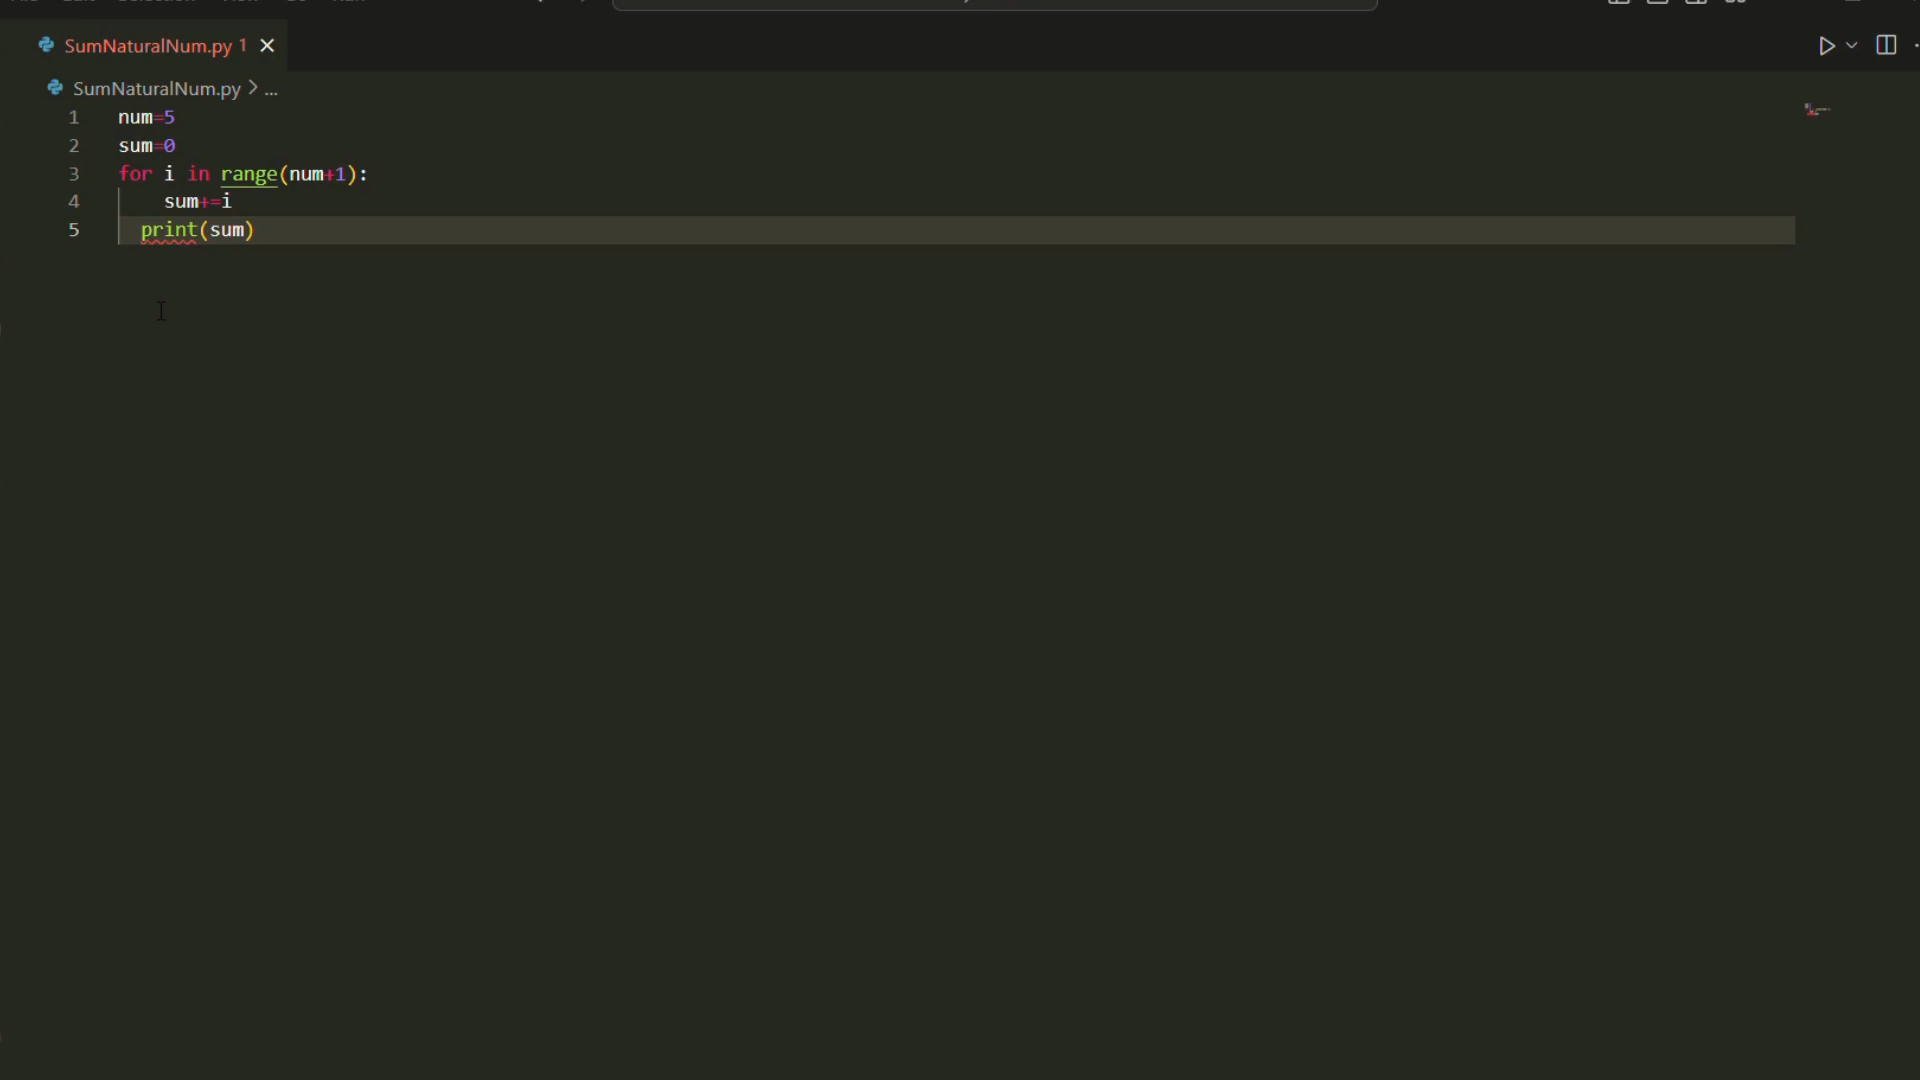 SumNaturalNum.py 1
SumNaturalNum.py > ...
1 num=5
2 sum=0
3 for i in range(num+1):
4     sum+=i
5   print(sum)